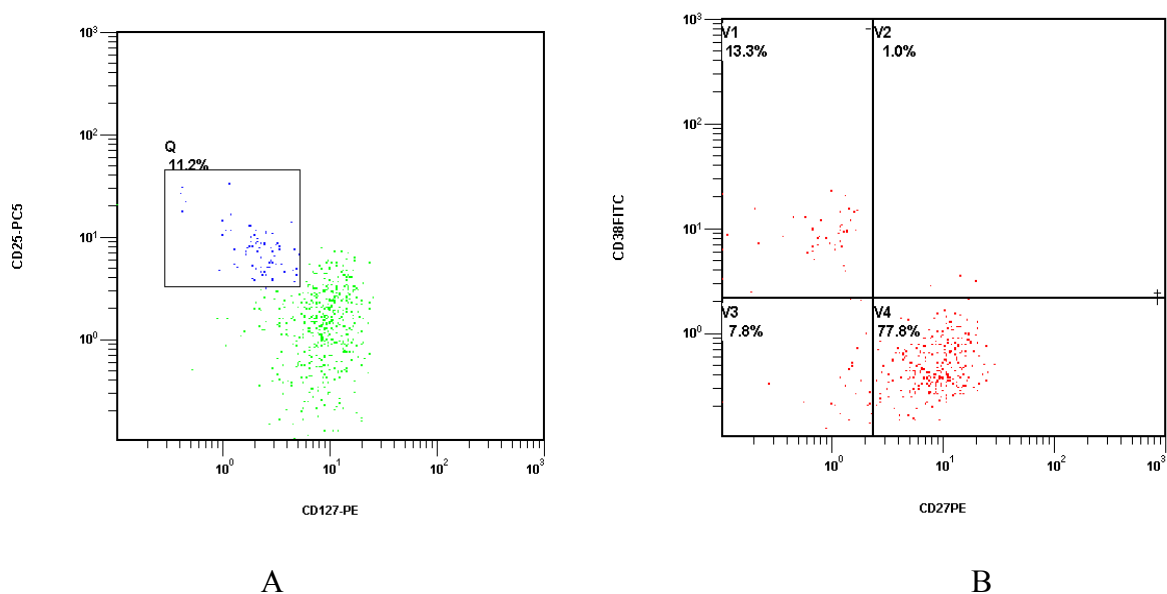 10³
10²
10¹
10⁰
Q
11.2%
CD25-PC5
10⁰
10¹
10²
10³
CD127-PE
A
10³
10²
10¹
10⁰
V1
13.3%
V2
1.0%
V3
7.8%
V4
77.8%
CD38FITC
10⁰
10¹
10²
10³
CD27PE
B